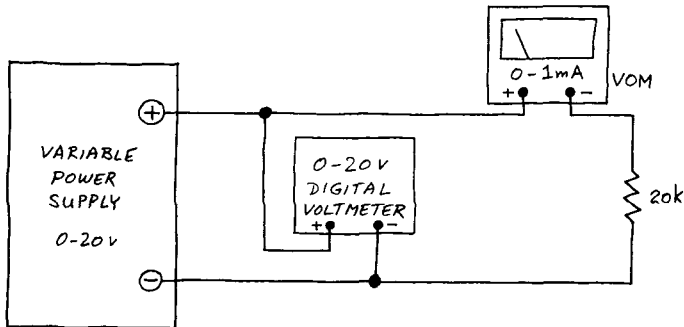 VARIABLE
POWER
SUPPLY
0-20v
+
-
0-20v
DIGITAL
VOLTMETER
+ -
0-1mA
+ -
VOM
20k